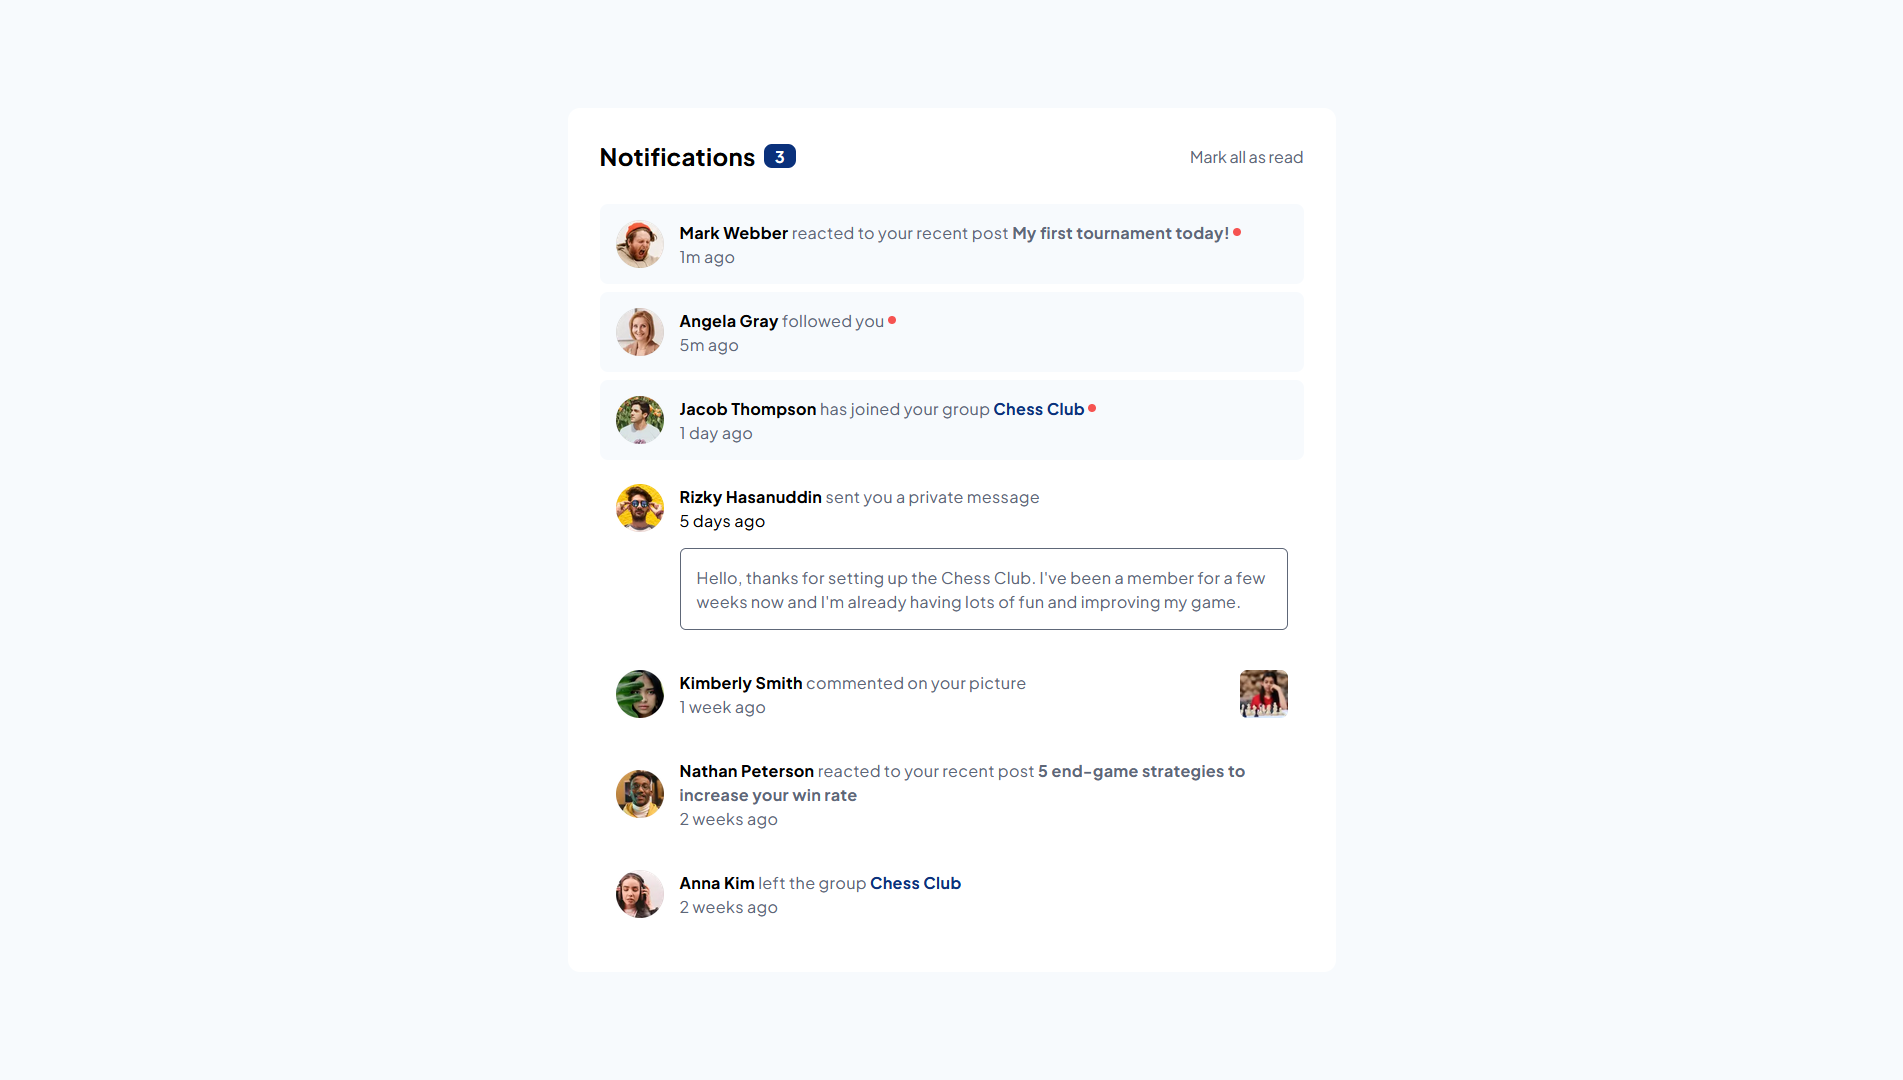 Notifications 3
Mark all as read
Mark Webber reacted to your recent post My first tournament today!
1m ago
Angela Gray followed you
5m ago
Jacob Thompson has joined your group Chess Club
1 day ago
Rizky Hasanuddin sent you a private message
5 days ago
Hello, thanks for setting up the Chess Club. I've been a member for a few
weeks now and I'm already having lots of fun and improving my game.
Kimberly Smith commented on your picture
1 week ago
Nathan Peterson reacted to your recent post 5 end-game strategies to
increase your win rate
2 weeks ago
Anna Kim left the group Chess Club
2 weeks ago